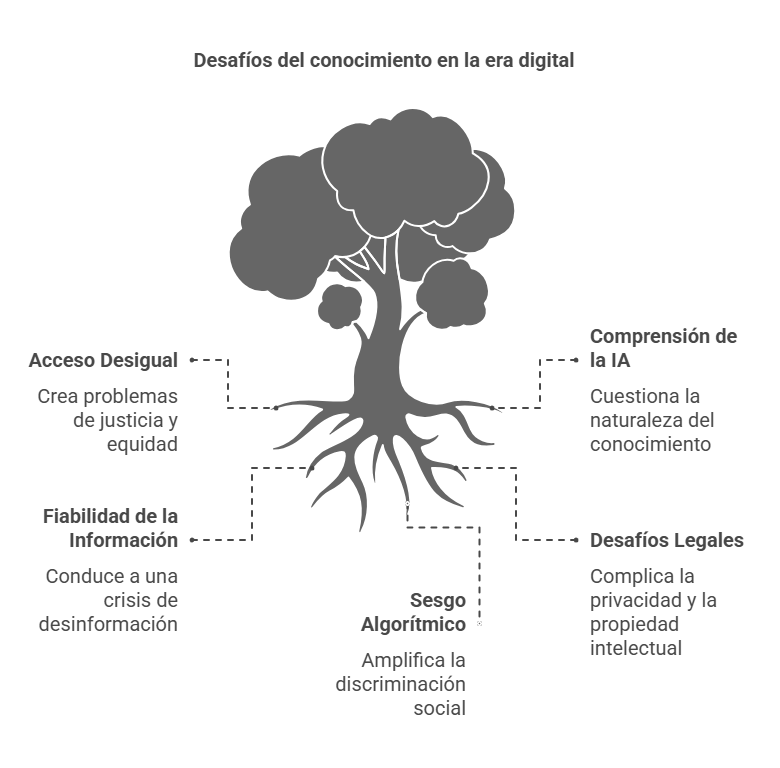 Desafíos del conocimiento en la era digital
Acceso Desigual
Crea problemas
de justicia y
equidad
Comprensión de
la IA
Cuestiona la
naturaleza del
conocimiento
Fiabilidad de la
Información
Conduce a una
crisis de
desinformación
Desafíos Legales
Complica la
privacidad y la
propiedad
intelectual
Sesgo
Algorítmico
Amplifica la
discriminación
social